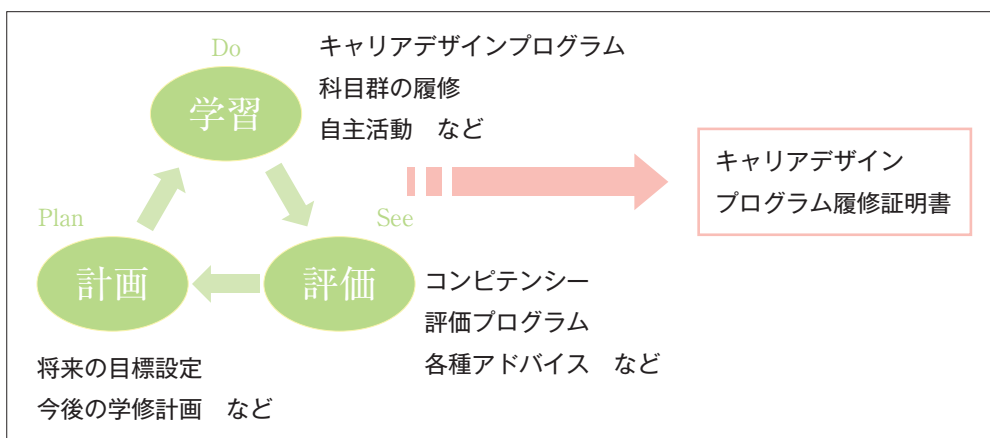 Do
学習
キャリアデザインプログラム
科目群の履修
自主活動　など
キャリアデザイン
プログラム履修証明書
Plan
計画
See
評価
コンピテンシー
評価プログラム
各種アドバイス　など
将来の目標設定
今後の学修計画　など